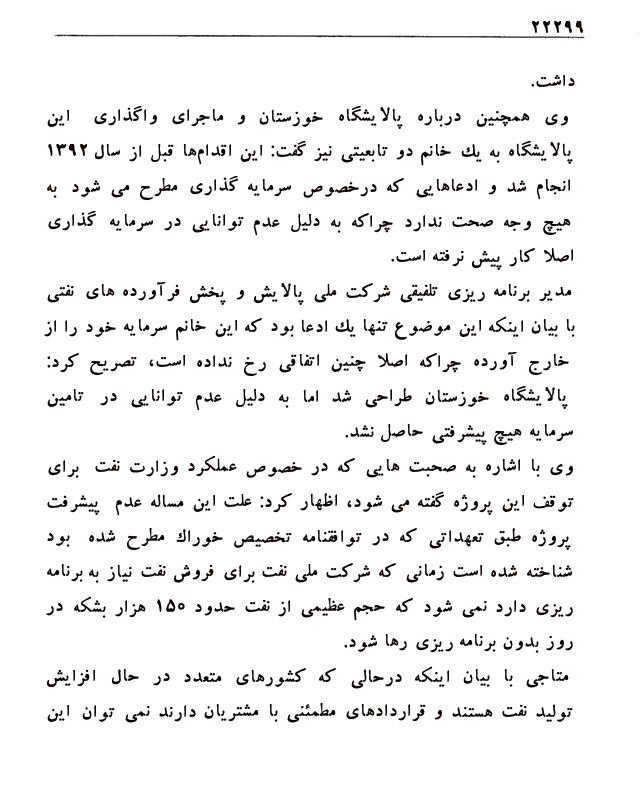 ۲۲۲۹۹
داشت.
وی همچنین درباره پالایشگاه خوزستان و ماجرای واگذاری این
پالایشگاه به یك خانم دو تابعیتی نیز گفت: این اقدام‌ها قبل از سال ۱۳۹۲
انجام شد و ادعاهایی که درخصوص سرمایه گذاری مطرح می شود به
هیچ وجه صحت ندارد چراکه به دلیل عدم توانایی در سرمایه گذاری
اصلا کار پیش نرفته است.
مدیر برنامه ریزی تلفیقی شرکت ملی پالایش و پخش فرآورده های نفتی
با بیان اینکه این موضوع تنها یك ادعا بود که این خانم سرمایه خود را از
خارج آورده چراکه اصلا چنین اتفاقی رخ نداده است، تصریح کرد:
پالایشگاه خوزستان طراحی شد اما به دلیل عدم توانایی در تامین
سرمایه هیچ پیشرفتی حاصل نشد.
وی با اشاره به صحبت هایی که در خصوص عملکرد وزارت نفت برای
توقف این پروژه گفته می شود، اظهار کرد: علت این مساله عدم پیشرفت
پروژه طبق تعهداتی که در توافقنامه تخصیص خوراك مطرح شده بود
شناخته شده است زمانی که شرکت ملی نفت برای فروش نفت نیاز به برنامه
ریزی دارد نمی شود که حجم عظیمی از نفت حدود ۱۵۰ هزار بشکه در
روز بدون برنامه ریزی رها شود.
متاجی با بیان اینکه درحالی که کشورهای متعدد در حال افزایش
تولید نفت هستند و قراردادهای مطمئنی با مشتریان دارند نمی توان این